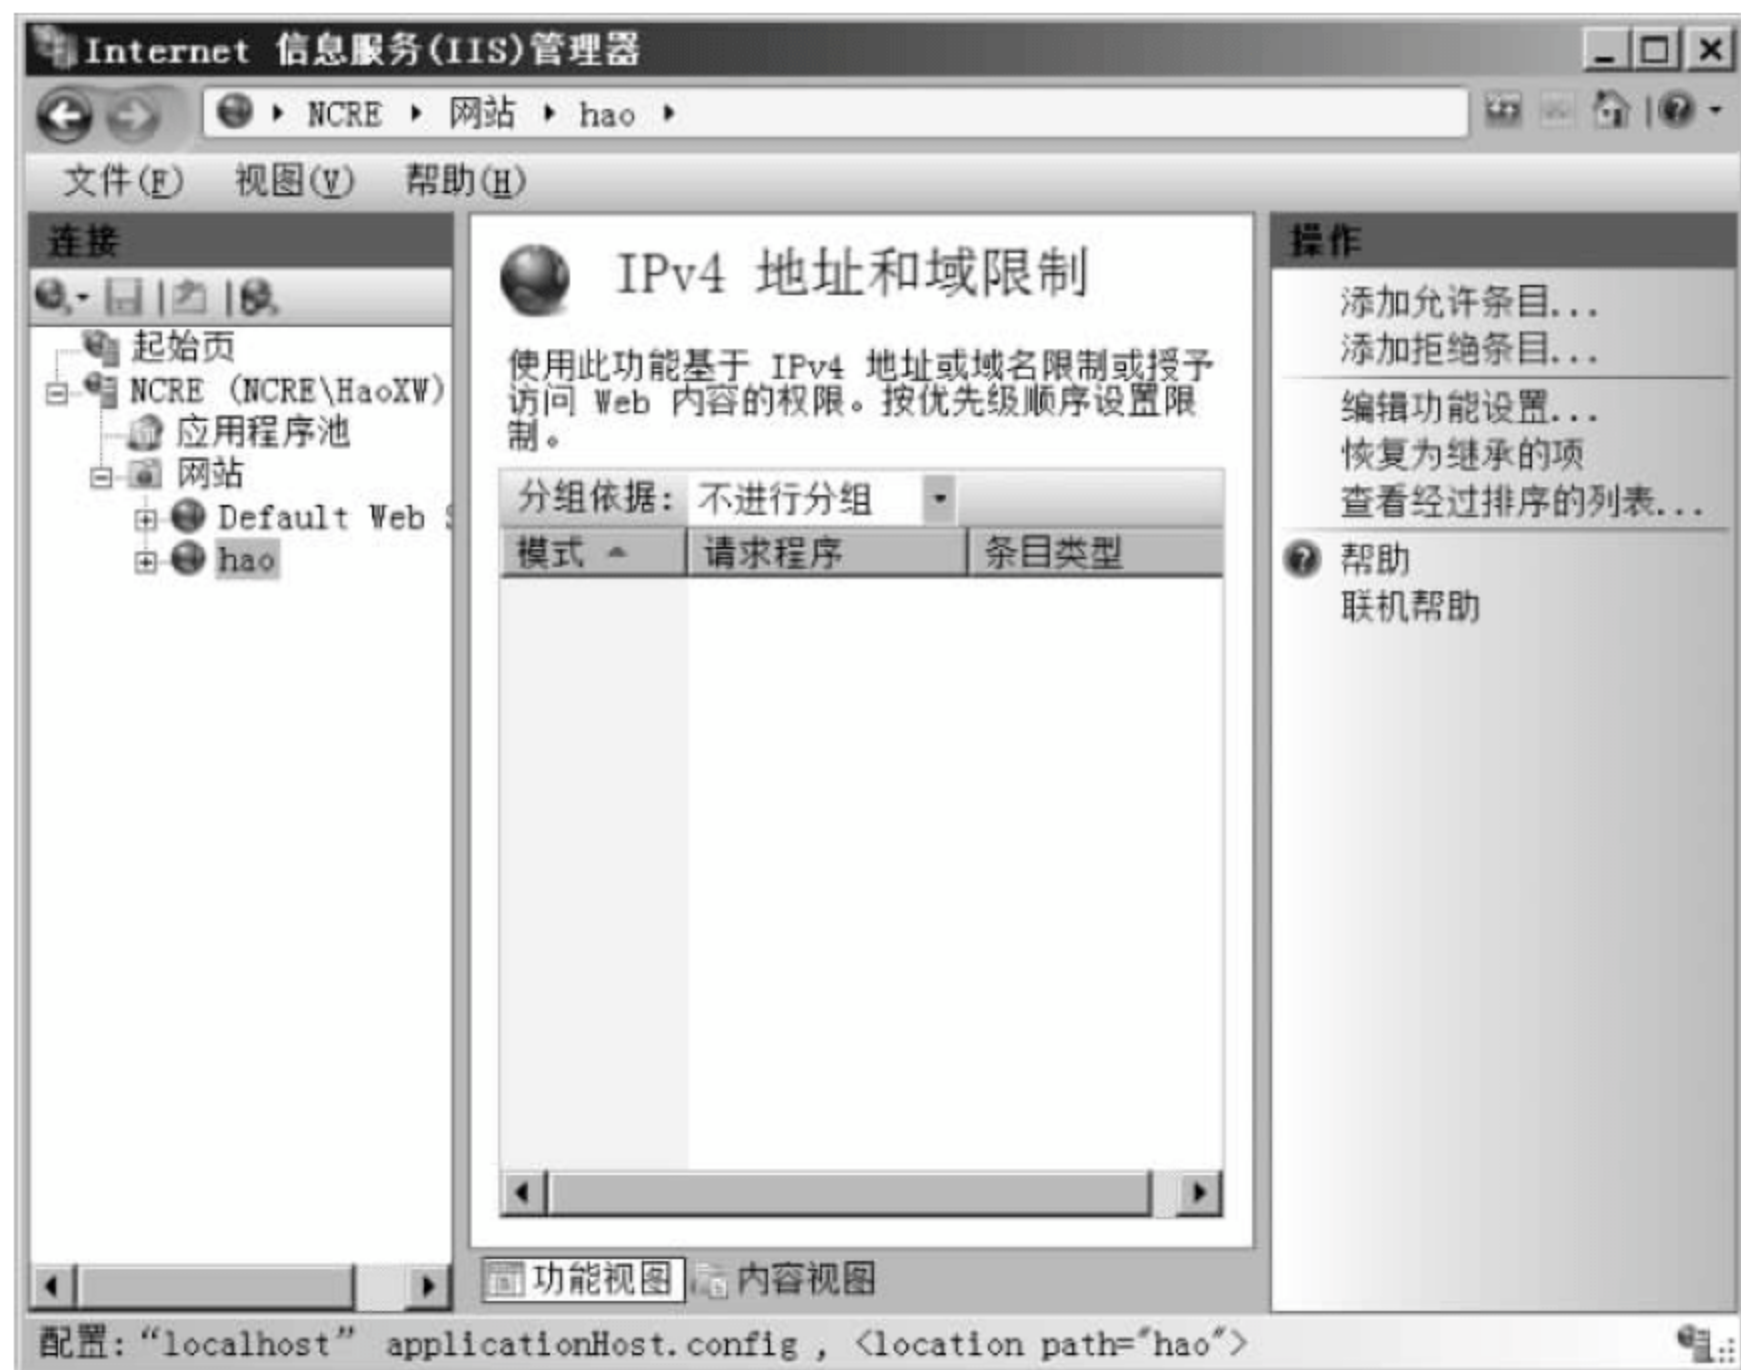 Internet 信息服务(IIS)管理器
NCRE 网站 hao
文件(F) 视图(V) 帮助(H)
连接
起始页
NCRE (NCRE\HaoXW)
应用程序池
网站
Default Web
hao
IPv4 地址和域限制
使用此功能基于 IPv4 地址或域名限制或授予
访问 Web 内容的权限。按优先级顺序设置限
制。
分组依据: 不进行分组
模式 请求程序 条目类型
功能视图 内容视图
操作
添加允许条目...
添加拒绝条目...
编辑功能设置...
恢复为继承的项
查看经过排序的列表...
帮助
联机帮助
配置:“localhost” applicationHost.config , <location path="hao">